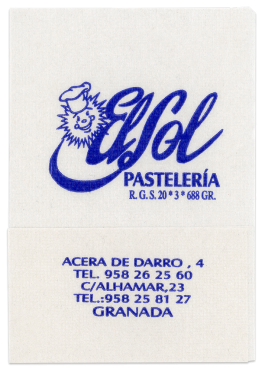 El Sol
PASTELERÍA
R. G. S. 20 * 3 * 688 GR.
ACERA DE DARRO , 4
TEL. 958 26 25 60
C/ALHAMAR,23
TEL.:958 25 81 27
GRANADA